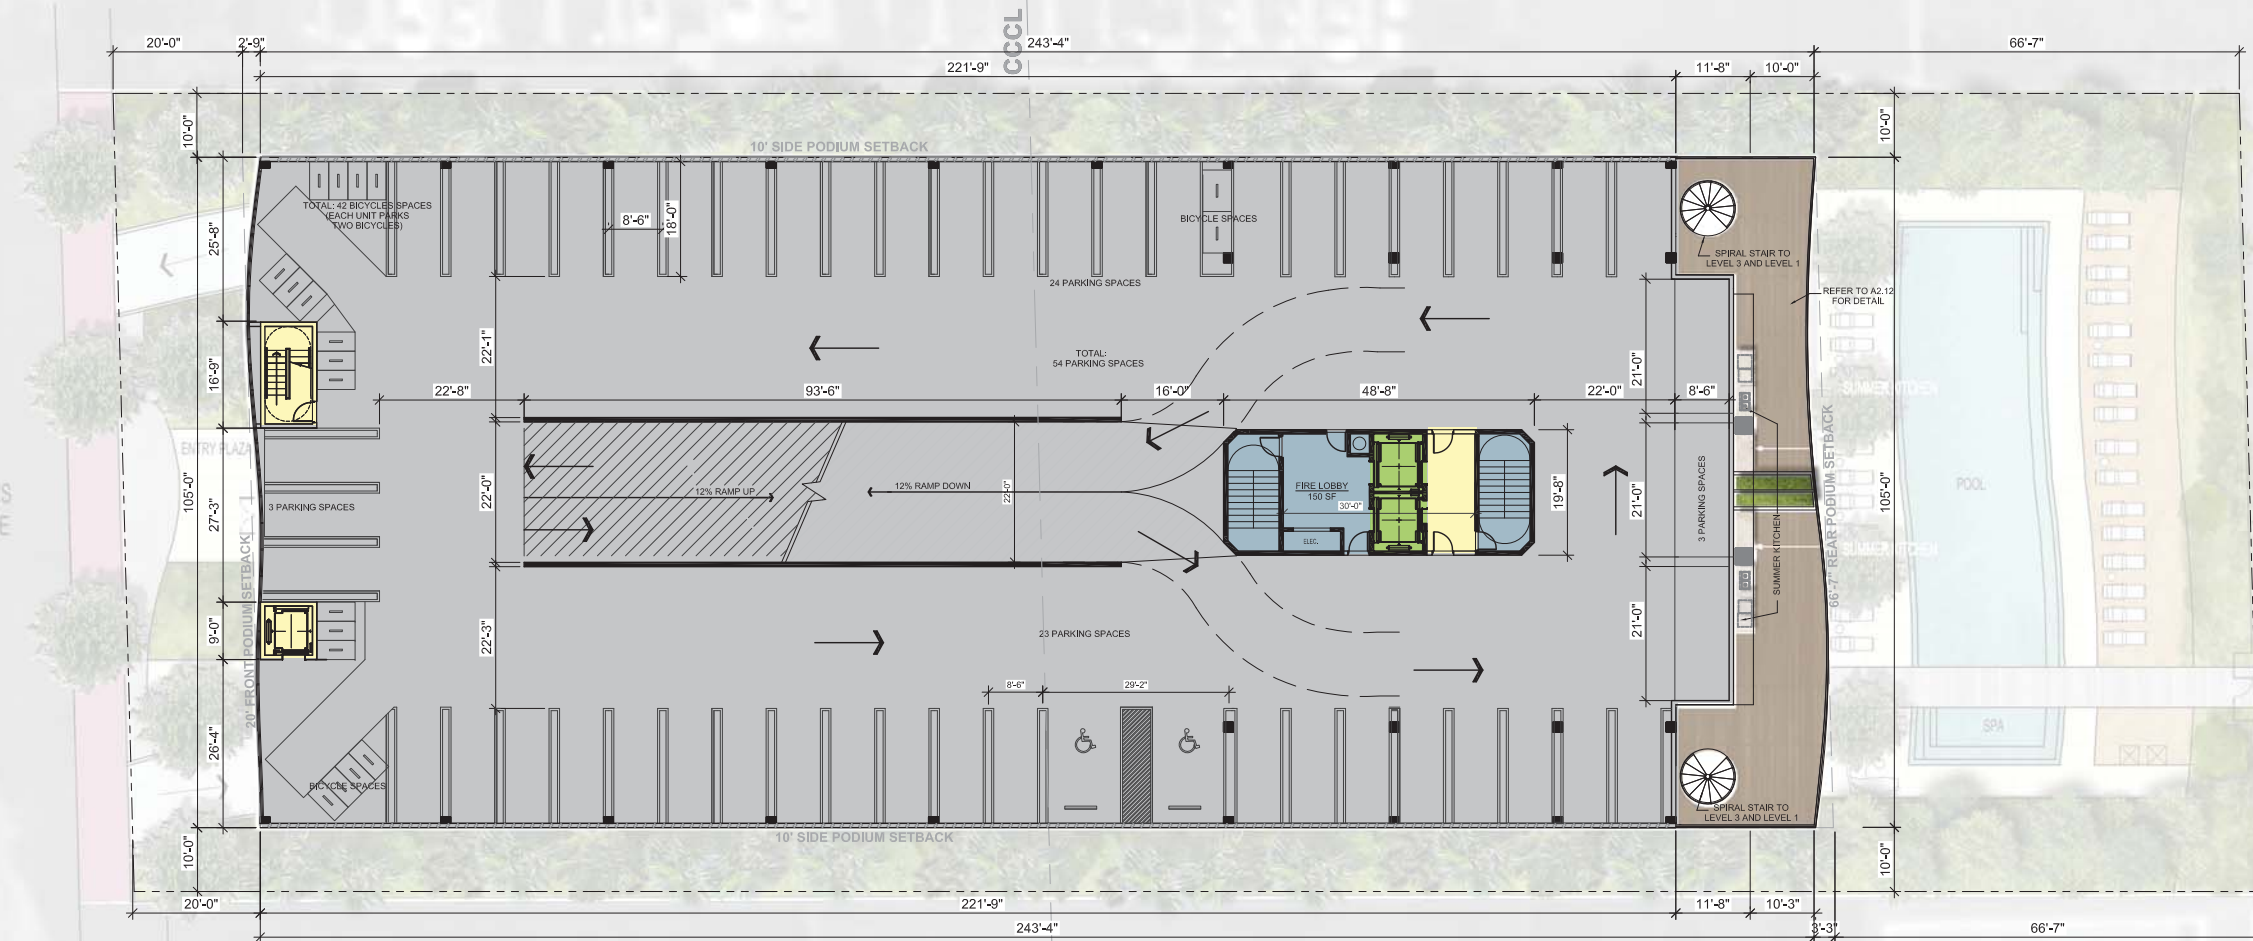 CCCL
20'-0"
2'-9"
243'-4"
66'-7"
221'-9"
11'-8"
10'-0"
10'-0"
10'-0"
10' SIDE PODIUM SETBACK
TOTAL: 42 BICYCLES SPACES
(EACH UNIT PARKS
TWO BICYCLES)
25'-8"
8'-6"
18'-0"
BICYCLE SPACES
SPIRAL STAIR TO
LEVEL 3 AND LEVEL 1
24 PARKING SPACES
REFER TO A2.12
FOR DETAIL
22'-1"
TOTAL:
54 PARKING SPACES
16'-9"
21'-0"
22'-8"
93'-6"
16'-0"
48'-8"
22'-0"
8'-6"
SUMMER KITCHEN
ENTRY PLAZA
105'-0"
27'-3"
3 PARKING SPACES
22'-0"
12% RAMP UP
12% RAMP DOWN
22'-0"
FIRE LOBBY
150 SF
30'-0"
ELEC.
19'-8"
21'-0"
3 PARKING SPACES
SUMMER KITCHEN
SUMMER KITCHEN
66'-7" REAR PODIUM SETBACK
105'-0"
POOL
20' FRONT PODIUM SETBACK
9'-0"
22'-3"
23 PARKING SPACES
21'-0"
8'-6"
29'-2"
26'-4"
SPA
BICYCLE SPACES
SPIRAL STAIR TO
LEVEL 3 AND LEVEL 1
10' SIDE PODIUM SETBACK
10'-0"
10'-0"
20'-0"
221'-9"
11'-8"
10'-3"
243'-4"
3'-3"
66'-7"